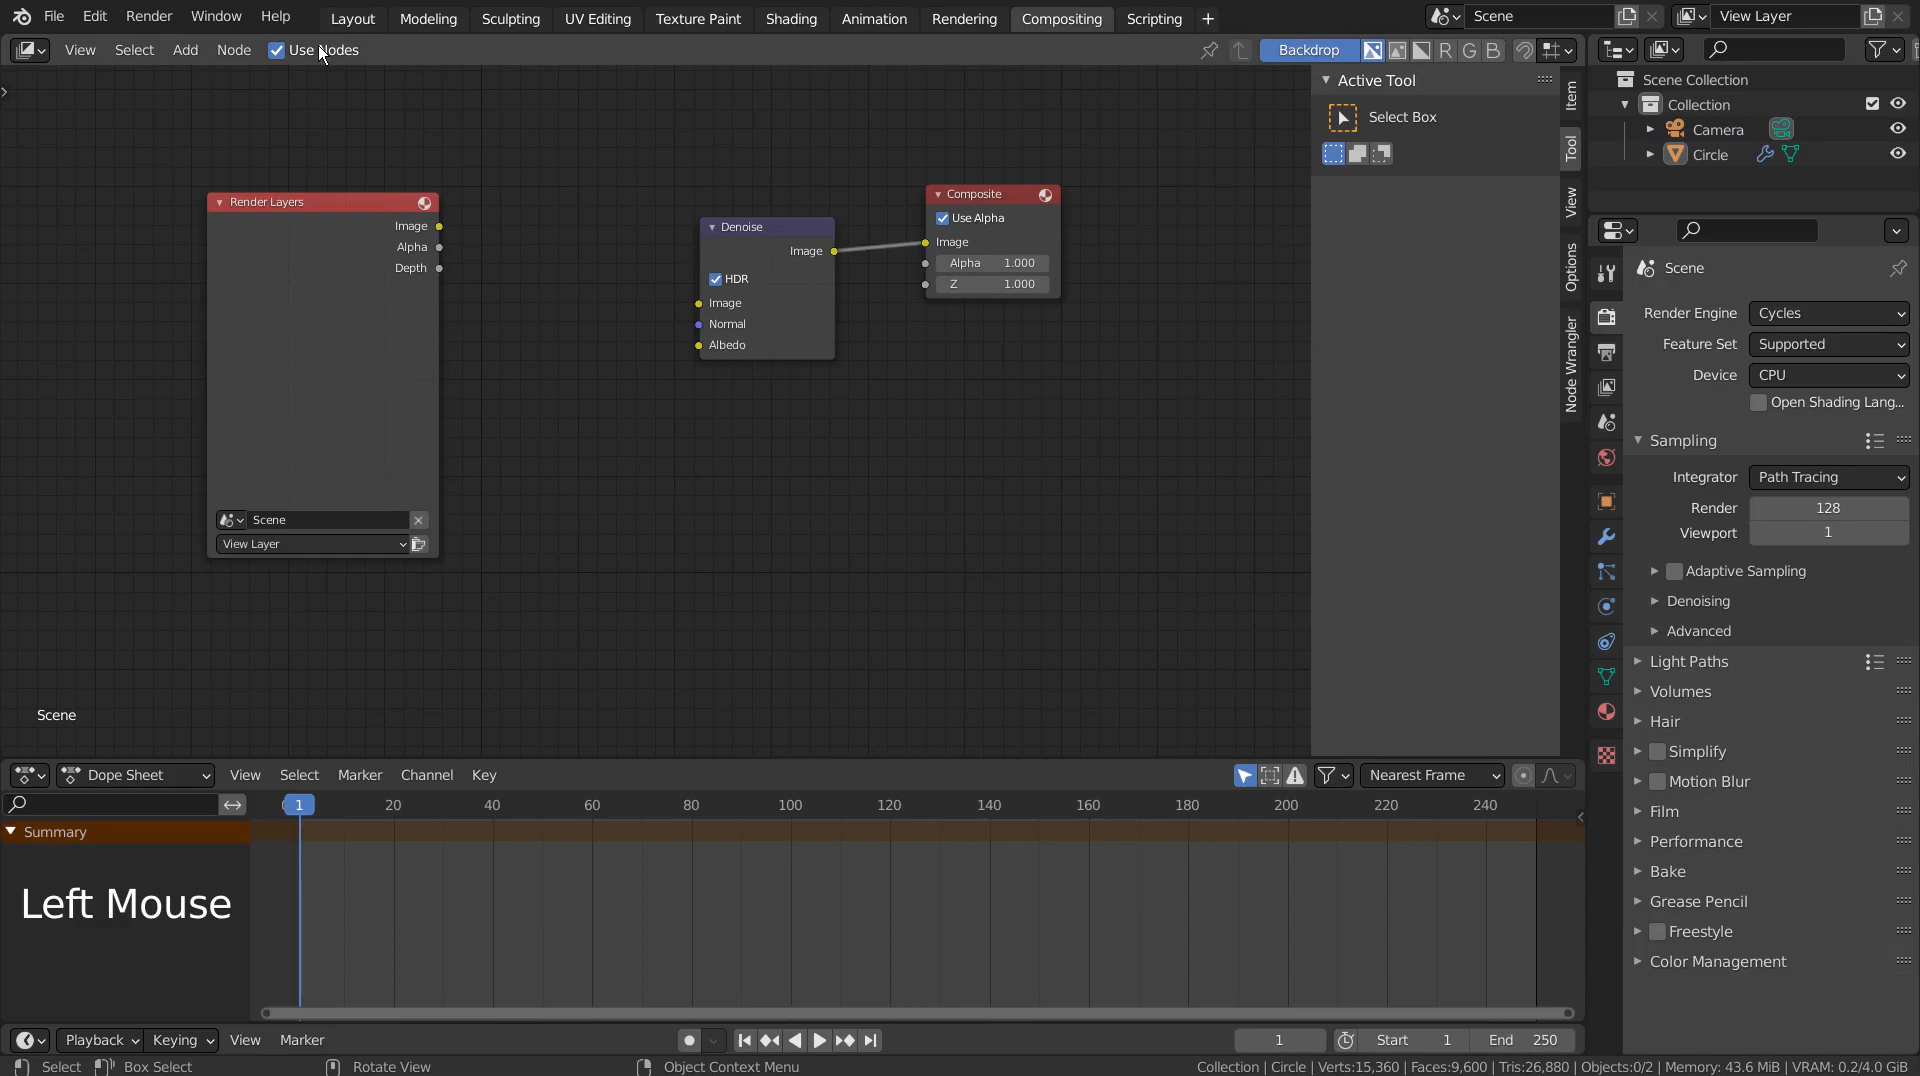 File Edit Render Window Help Layout Modeling Sculpting UV Editing Texture Paint Shading Animation Rendering Compositing Scripting + Scene View Layer
View Select Add Node Use Nodes Backdrop R G B
Active Tool
Select Box
Item
Tool
View
Options
Node Wrangler
Render Layers
Image
Alpha
Depth
Scene
View Layer
Denoise
Image
HDR
Image
Normal
Albedo
Composite
Use Alpha
Image
Alpha 1.000
Z 1.000
Scene
Scene Collection
Collection
Camera
Circle
Scene
Render Engine Cycles
Feature Set Supported
Device CPU
Open Shading Lang...
Sampling
Integrator Path Tracing
Render 128
Viewport 1
Adaptive Sampling
Denoising
Advanced
Light Paths
Volumes
Hair
Simplify
Motion Blur
Film
Performance
Bake
Grease Pencil
Freestyle
Color Management
Dope Sheet View Select Marker Channel Key Nearest Frame
1 20 40 60 80 100 120 140 160 180 200 220 240
Summary
Left Mouse
Playback Keying View Marker 1 Start 1 End 250
Select Box Select Rotate View Object Context Menu Collection | Circle | Verts:15,360 | Faces:9,600 | Tris:26,880 | Objects:0/2 | Memory: 43.6 MiB | VRAM: 0.2/4.0 GiB